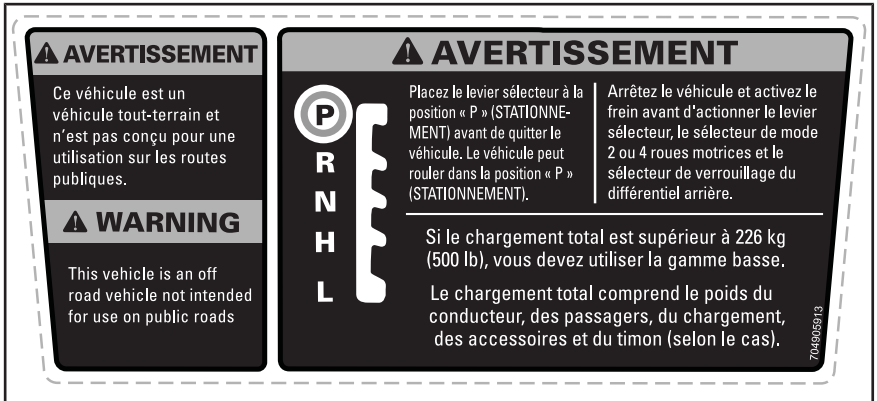 AVERTISSEMENT
Ce véhicule est un
véhicule tout-terrain et
n'est pas conçu pour une
utilisation sur les routes
publiques.
WARNING
This vehicle is an off
road vehicle not intended
for use on public roads
AVERTISSEMENT
P
R
N
H
L
Placez le levier sélecteur à la
position « P » (STATIONNE-
MENT) avant de quitter le
véhicule. Le véhicule peut
rouler dans la position « P »
(STATIONNEMENT).
Arrêtez le véhicule et activez le
frein avant d'actionner le levier
sélecteur, le sélecteur de mode
2 ou 4 roues motrices et le
sélecteur de verrouillage du
différentiel arrière.
Si le chargement total est supérieur à 226 kg
(500 lb), vous devez utiliser la gamme basse.
Le chargement total comprend le poids du
conducteur, des passagers, du chargement,
des accessoires et du timon (selon le cas).
704905913